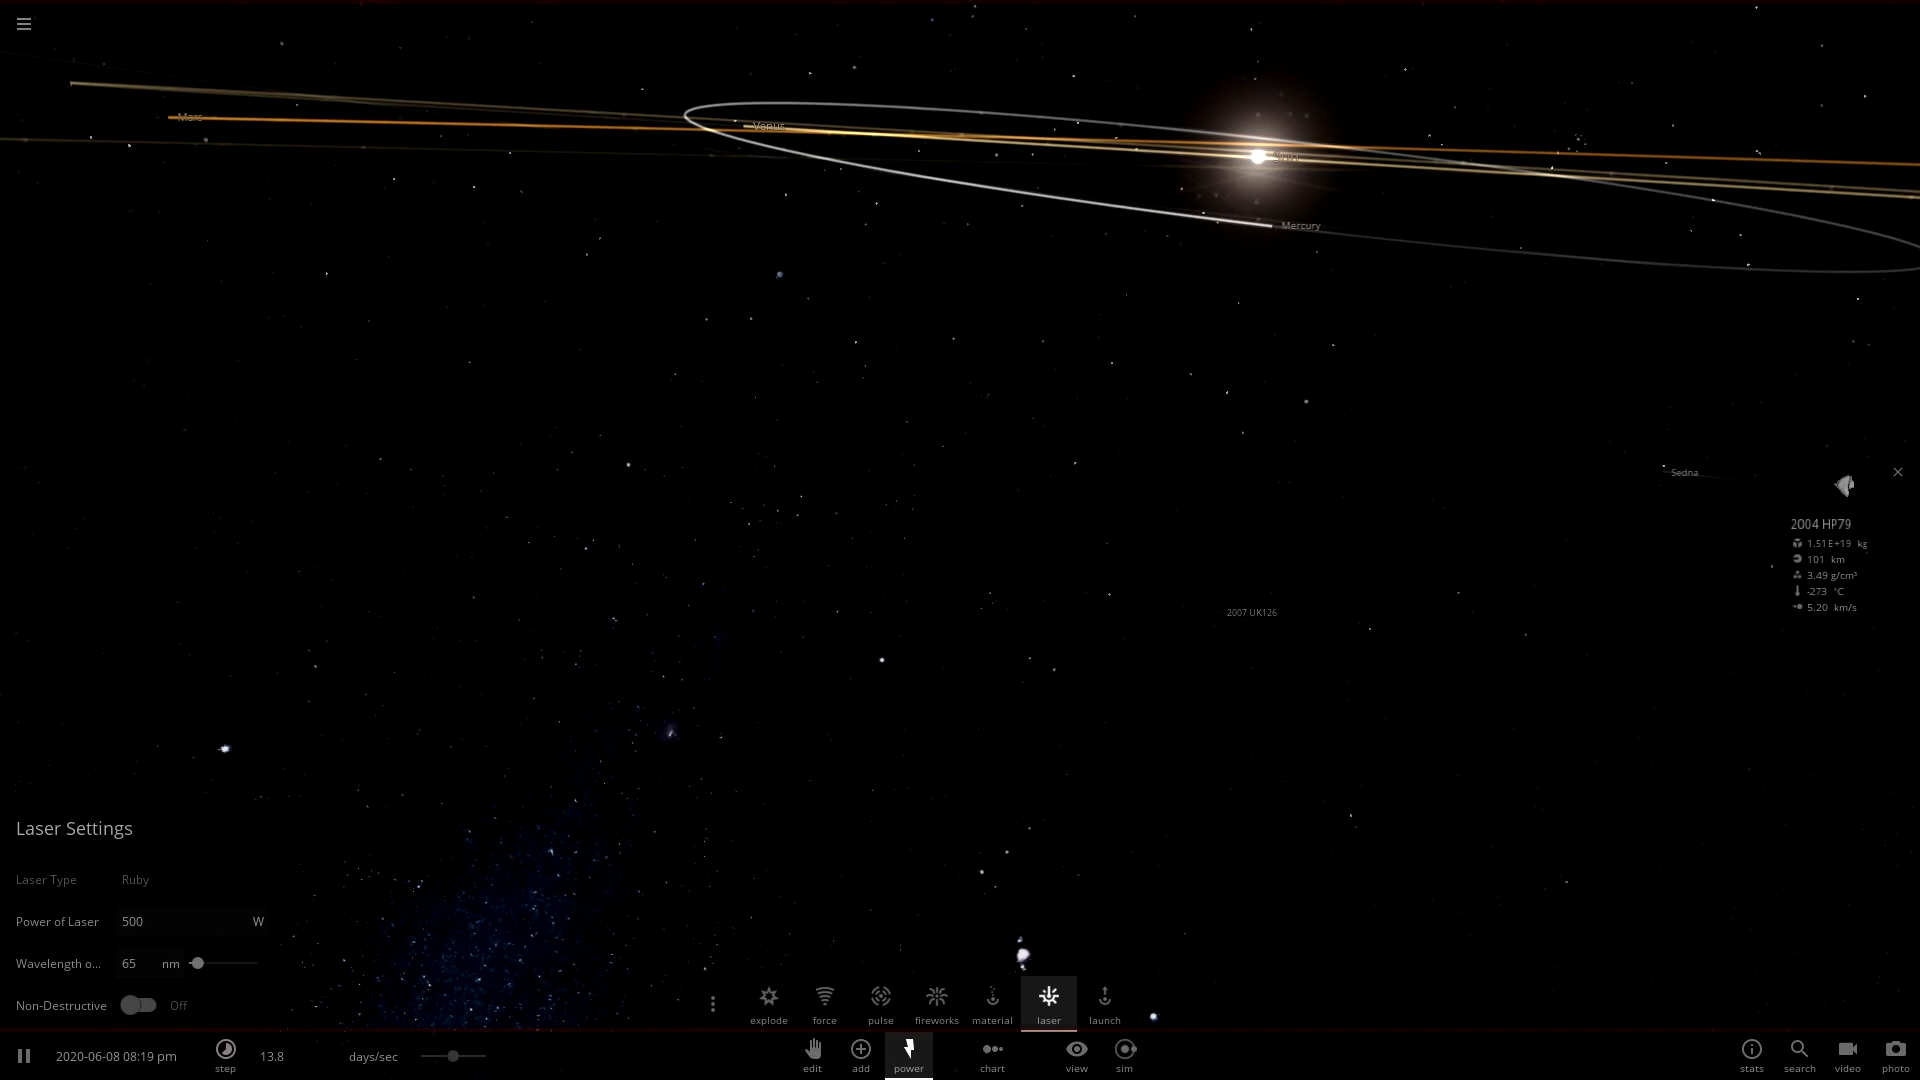 Mars
Venus
Mercury
Sedna
2004 HP79
1.51E+19 kg
101 km
3.49 g/cm³
-273 °C
5.20 km/s
2007 UK126
Laser Settings
Laser Type Ruby
Power of Laser 500 W
Wavelength o... 65 nm
Non-Destructive Off
explode force pulse fireworks material laser launch
2020-06-08 08:19 pm step 13.8 days/sec edit add power chart view sim stats search video photo